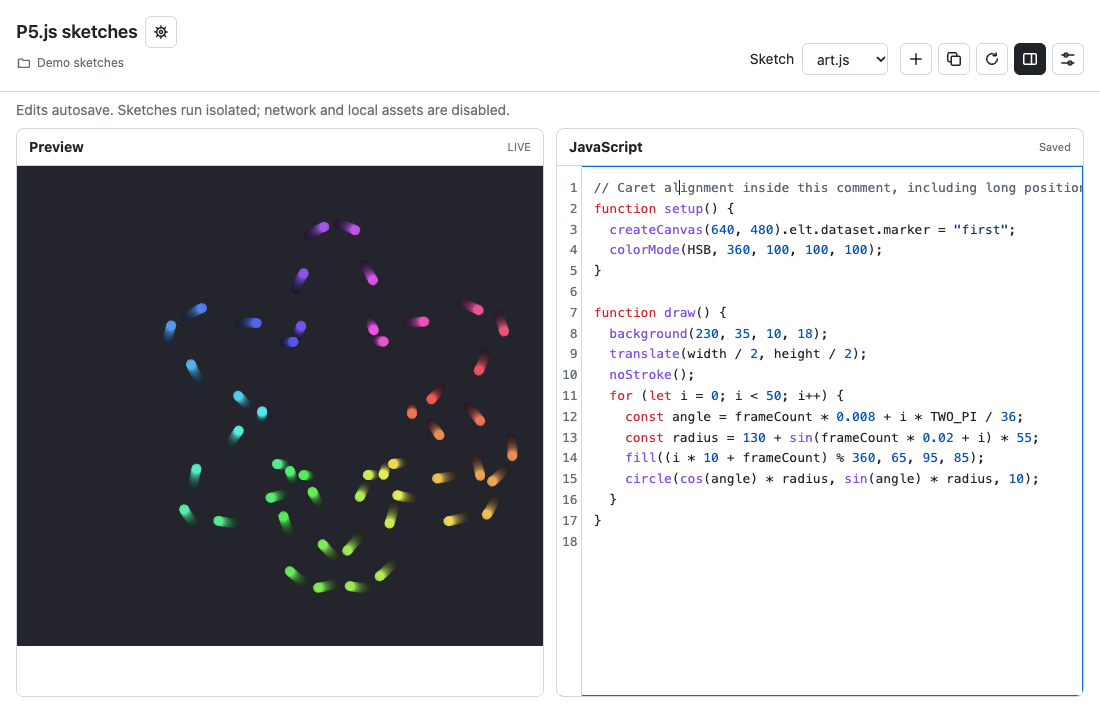 P5.js sketches
Demo sketches
Sketch
art.js
Edits autosave. Sketches run isolated; network and local assets are disabled.
Preview
LIVE
JavaScript
Saved
1 // Caret alignment inside this comment, including long position
2 function setup() {
3   createCanvas(640, 480).elt.dataset.marker = "first";
4   colorMode(HSB, 360, 100, 100, 100);
5 }
6
7 function draw() {
8   background(230, 35, 10, 18);
9   translate(width / 2, height / 2);
10   noStroke();
11   for (let i = 0; i < 50; i++) {
12     const angle = frameCount * 0.008 + i * TWO_PI / 36;
13     const radius = 130 + sin(frameCount * 0.02 + i) * 55;
14     fill((i * 10 + frameCount) % 360, 65, 95, 85);
15     circle(cos(angle) * radius, sin(angle) * radius, 10);
16   }
17 }
18